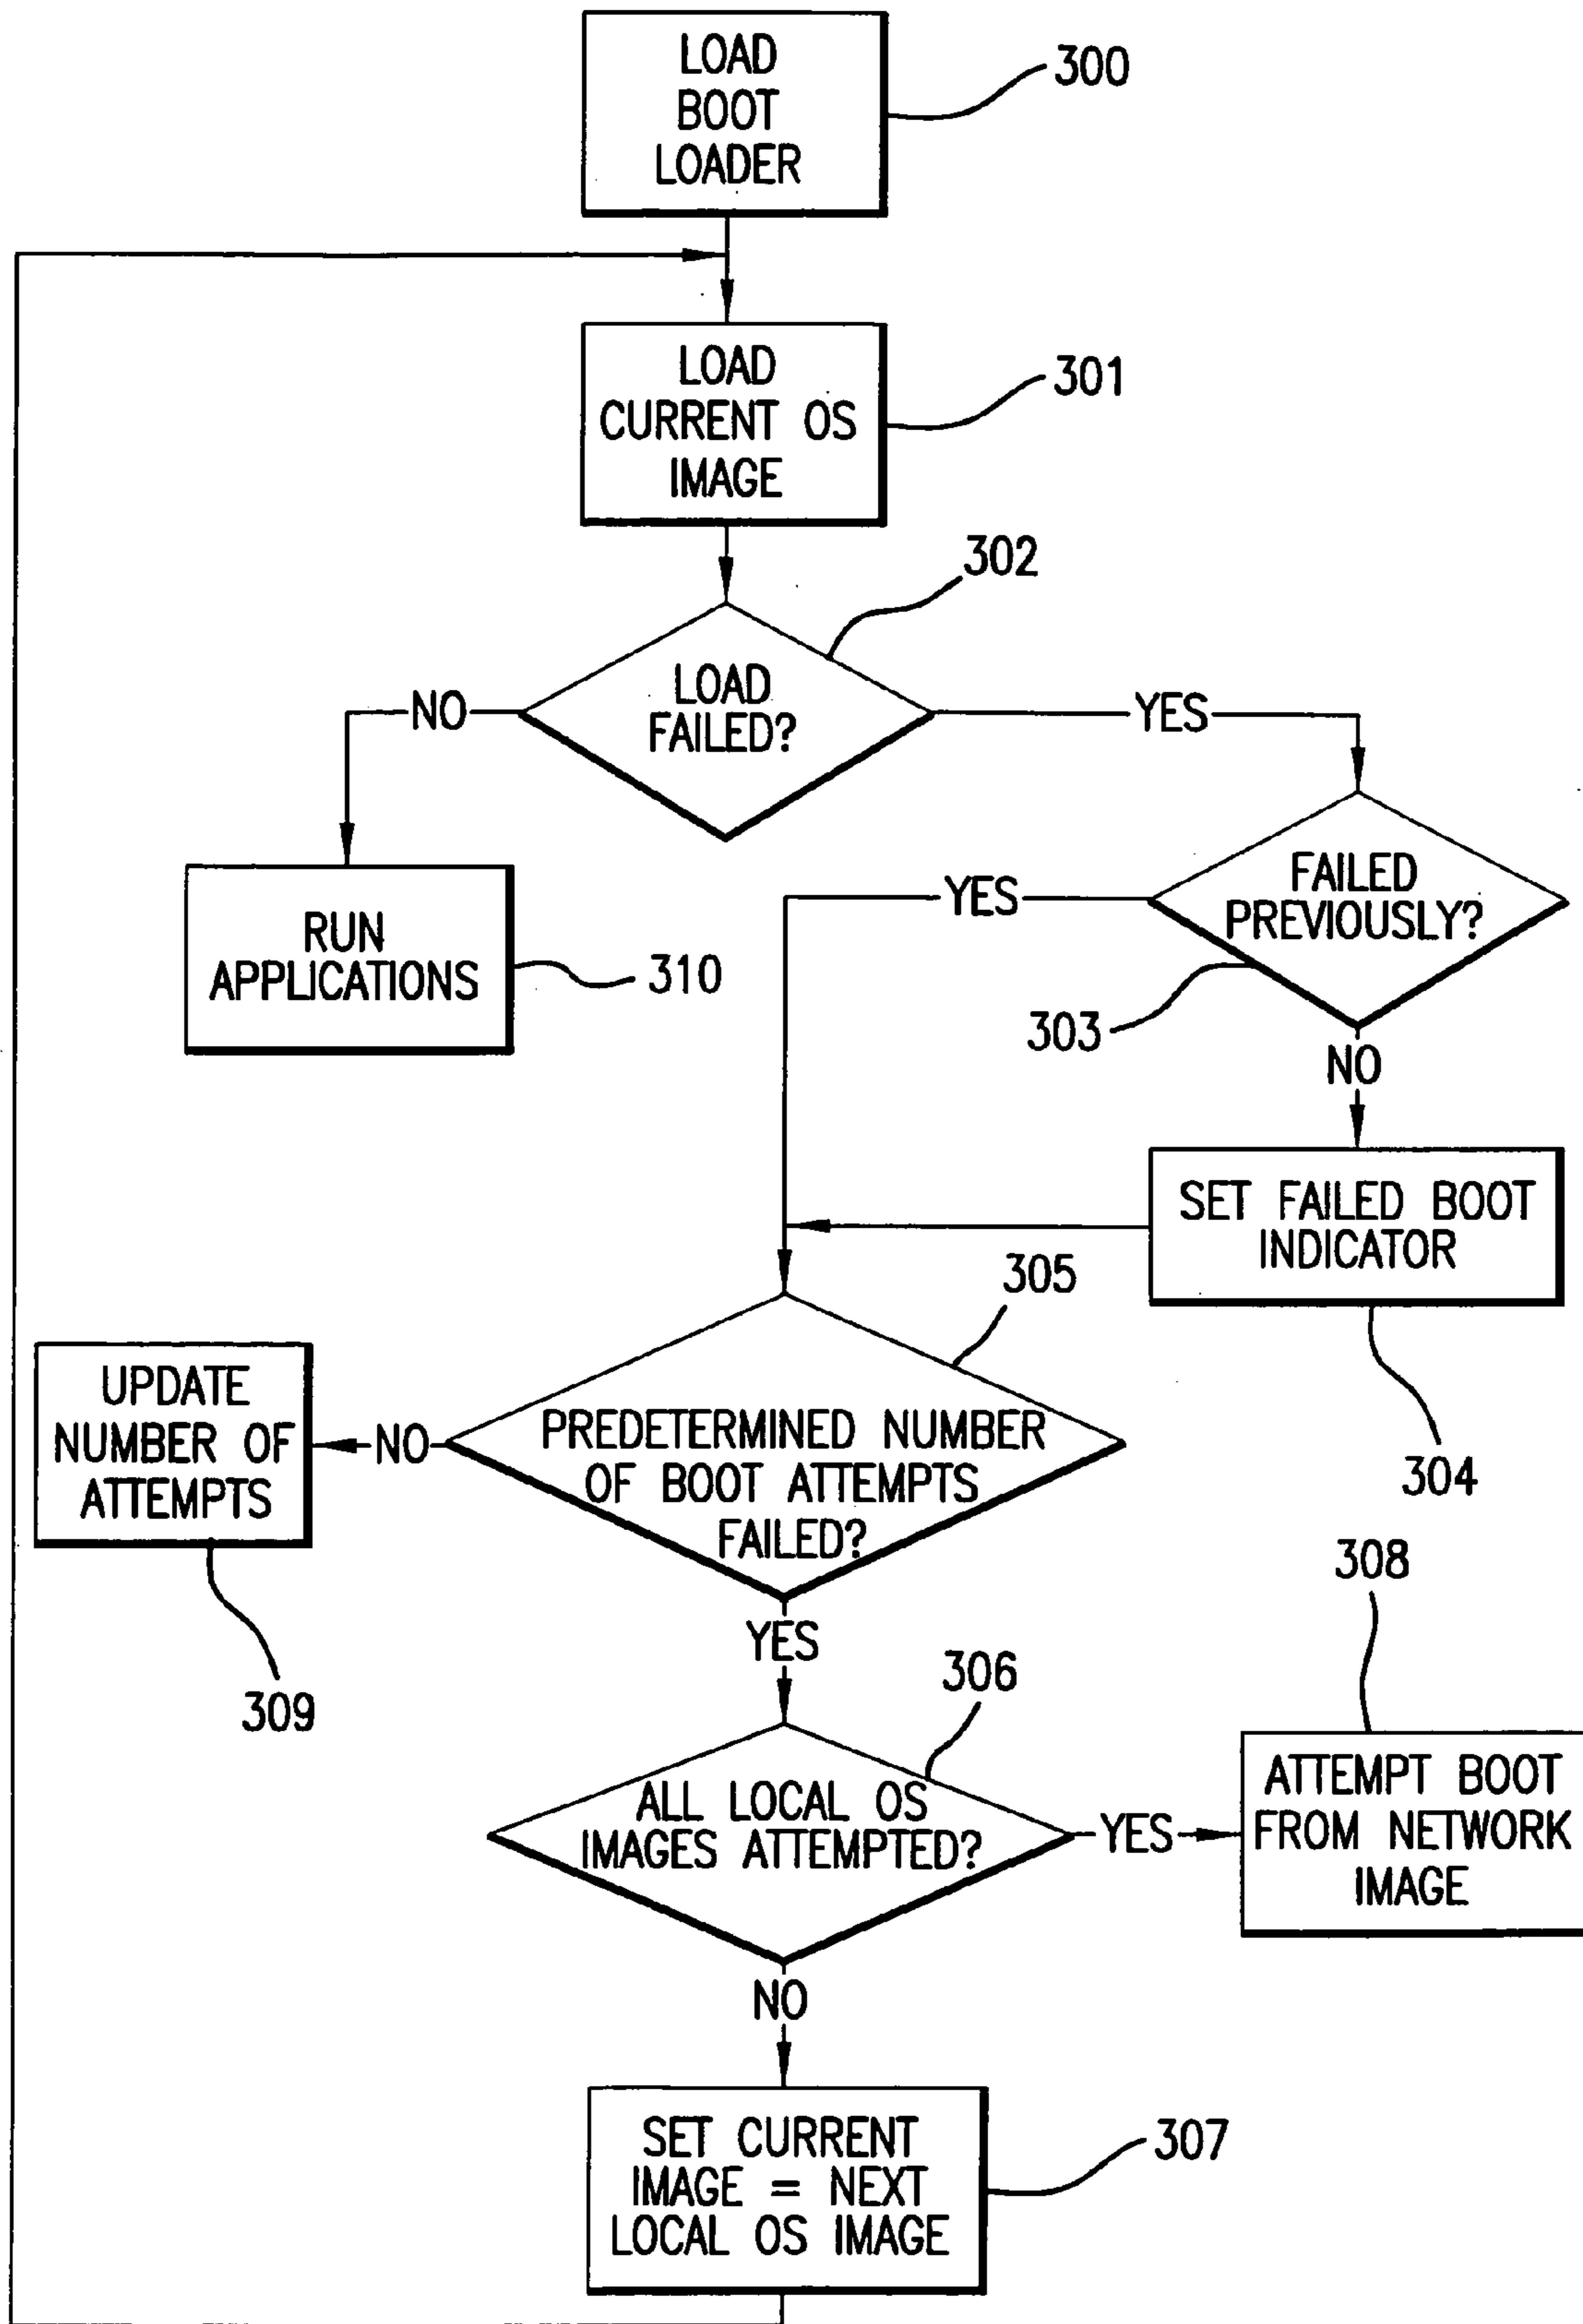 LOAD
BOOT
LOADER
300
LOAD
CURRENT OS
IMAGE
301
302
LOAD
FAILED?
NO
YES
FAILED
PREVIOUSLY?
YES
303
RUN
APPLICATIONS
310
NO
SET FAILED BOOT
INDICATOR
304
305
PREDETERMINED NUMBER
OF BOOT ATTEMPTS
FAILED?
NO
UPDATE
NUMBER OF
ATTEMPTS
309
YES
306
ALL LOCAL OS
IMAGES ATTEMPTED?
YES
308
ATTEMPT BOOT
FROM NETWORK
IMAGE
NO
SET CURRENT
IMAGE = NEXT
LOCAL OS IMAGE
307